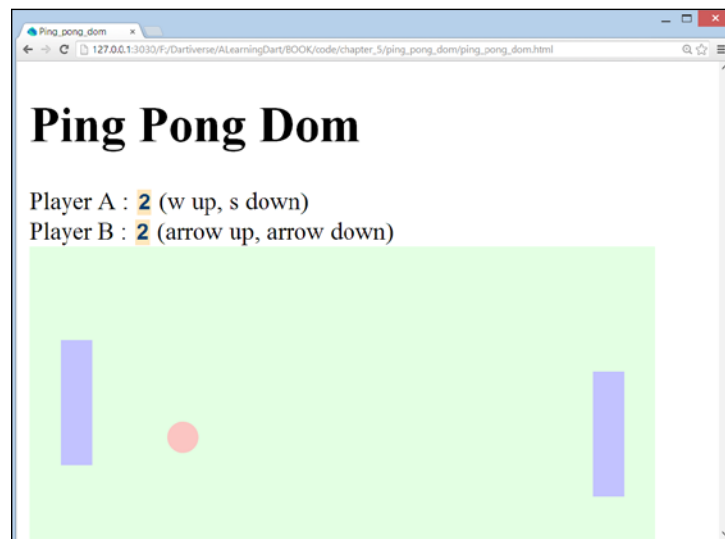 Ping_pong_dom
127.0.0.1:3030/F:/Dartiverse/ALearningDart/BOOK/code/chapter_5/ping_pong_dom/ping_pong_dom.html
Ping Pong Dom
Player A : 2 (w up, s down)
Player B : 2 (arrow up, arrow down)